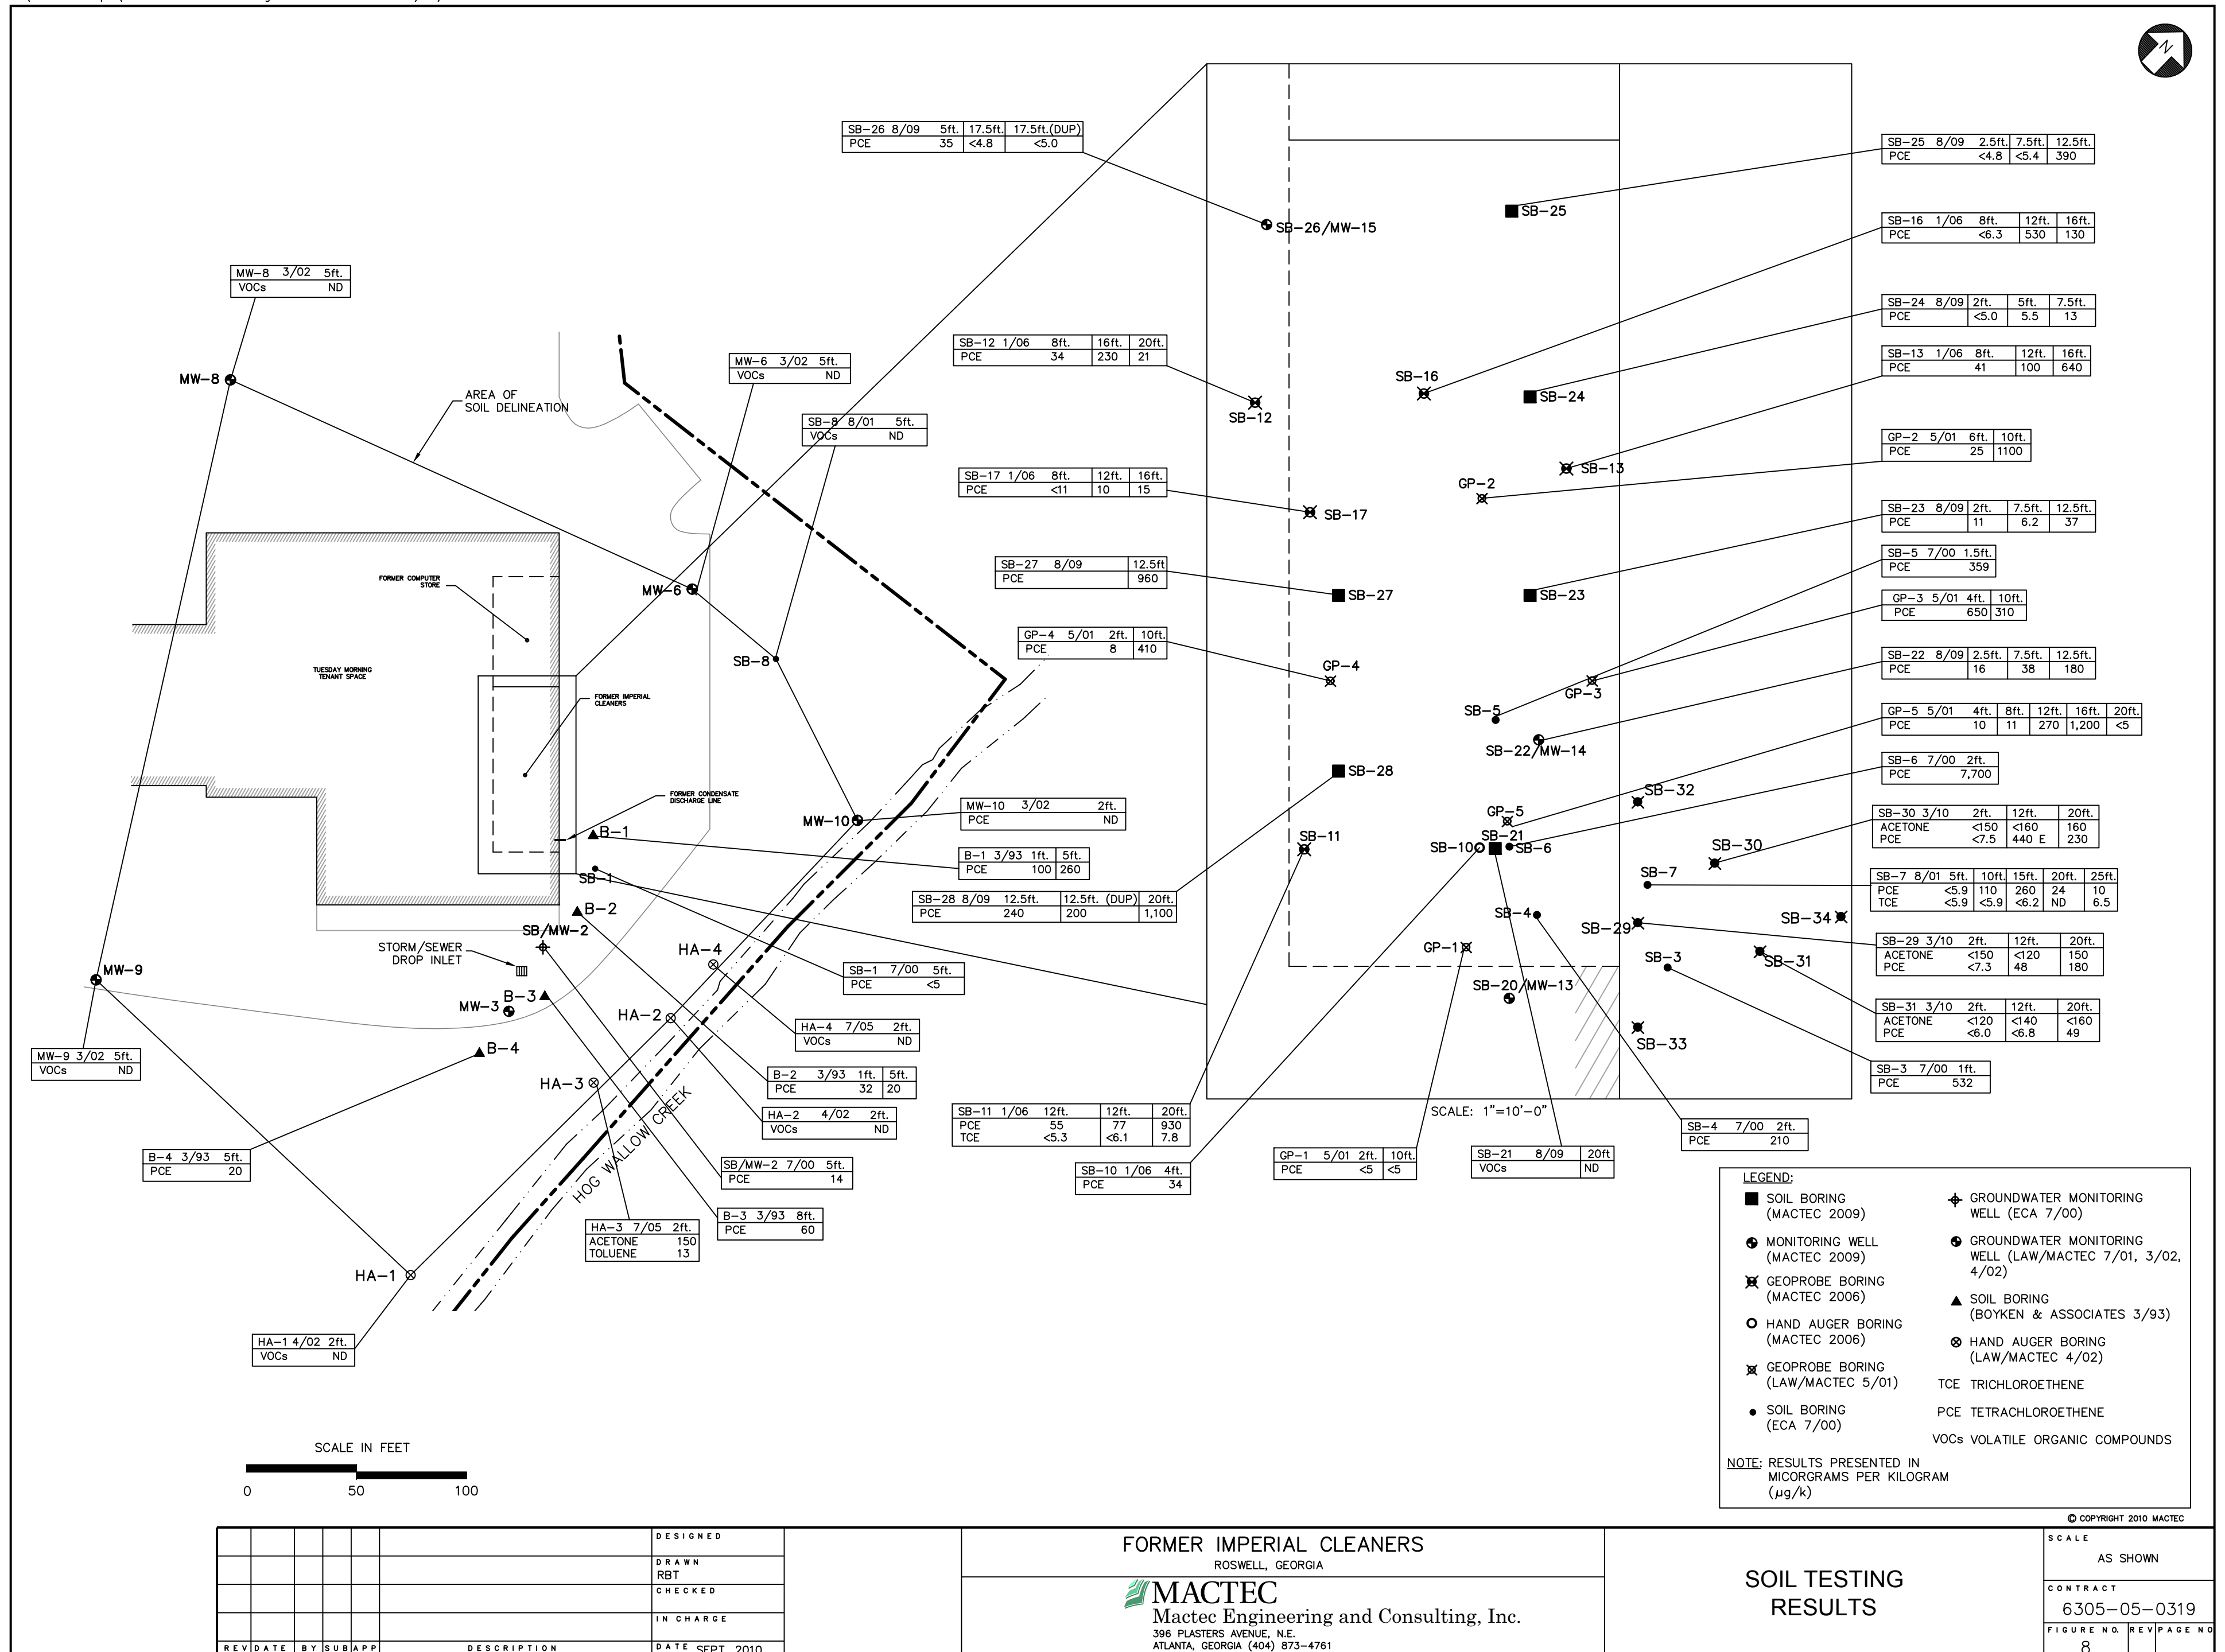 N
SB-26 8/09 5ft. 17.5ft. 17.5ft.(DUP)
PCE 35 <4.8 <5.0
SB-26/MW-15
SB-25 8/09 2.5ft. 7.5ft. 12.5ft.
PCE <4.8 <5.4 390
SB-25
SB-16 1/06 8ft. 12ft. 16ft.
PCE <6.3 530 130
SB-16
MW-8 3/02 5ft.
VOCs ND
MW-8
AREA OF
SOIL DELINEATION
MW-6 3/02 5ft.
VOCs ND
SB-8 8/01 5ft.
VOCs ND
SB-12 1/06 8ft. 16ft. 20ft.
PCE 34 230 21
SB-12
SB-24 8/09 2ft. 5ft. 7.5ft.
PCE <5.0 5.5 13
SB-24
SB-13 1/06 8ft. 12ft. 16ft.
PCE 41 100 640
SB-13
GP-2 5/01 6ft. 10ft.
PCE 25 1100
GP-2
SB-17 1/06 8ft. 12ft. 16ft.
PCE <11 10 15
SB-17
SB-23 8/09 2ft. 7.5ft. 12.5ft.
PCE 11 6.2 37
SB-23
SB-27 8/09 12.5ft
PCE 960
SB-27
SB-5 7/00 1.5ft.
PCE 359
GP-3 5/01 4ft. 10ft.
PCE 650 310
GP-4 5/01 2ft. 10ft.
PCE 8 410
GP-4
GP-3
SB-22 8/09 2.5ft. 7.5ft. 12.5ft.
PCE 16 38 180
SB-5
SB-22/MW-14
GP-5 5/01 4ft. 8ft. 12ft. 16ft. 20ft.
PCE 10 11 270 1,200 <5
SB-6 7/00 2ft.
PCE 7,700
SB-28
SB-32
GP-5
SB-11
SB-21
SB-10
SB-6
SB-30
SB-30 3/10 2ft. 12ft. 20ft.
ACETONE <150 <160 160
PCE <7.5 440 E 230
SB-7
SB-7 8/01 5ft. 10ft. 15ft. 20ft. 25ft.
PCE <5.9 110 260 24 10
TCE <5.9 <5.9 <6.2 ND 6.5
SB-4
SB-29
SB-34
SB-29 3/10 2ft. 12ft. 20ft.
ACETONE <150 <120 150
PCE <7.3 48 180
GP-1
SB-3
SB-31
SB-20/MW-13
SB-33
SB-31 3/10 2ft. 12ft. 20ft.
ACETONE <120 <140 <160
PCE <6.0 <6.8 49
SB-3 7/00 1ft.
PCE 532
SCALE: 1"=10'-0"
SB-4 7/00 2ft.
PCE 210
FORMER COMPUTER
STORE
MW-6
SB-8
TUESDAY MORNING
TENANT SPACE
FORMER IMPERIAL
CLEANERS
FORMER CONDENSATE
DISCHARGE LINE
MW-10
MW-10 3/02 2ft.
PCE ND
B-1
B-1 3/93 1ft. 5ft.
PCE 100 260
SB-1
SB-28 8/09 12.5ft. 12.5ft. (DUP) 20ft.
PCE 240 200 1,100
B-2
SB/MW-2
STORM/SEWER
DROP INLET
HA-4
SB-1 7/00 5ft.
PCE <5
MW-9
B-3
MW-3
HA-2
HA-4 7/05 2ft.
VOCs ND
MW-9 3/02 5ft.
VOCs ND
B-4
HA-3
B-2 3/93 1ft. 5ft.
PCE 32 20
HA-2 4/02 2ft.
VOCs ND
HOG WALLOW CREEK
SB-11 1/06 12ft. 12ft. 20ft.
PCE 55 77 930
TCE <5.3 <6.1 7.8
SB-10 1/06 4ft.
PCE 34
GP-1 5/01 2ft. 10ft.
PCE <5 <5
SB-21 8/09 20ft
VOCs ND
B-4 3/93 5ft.
PCE 20
SB/MW-2 7/00 5ft.
PCE 14
B-3 3/93 8ft.
PCE 60
HA-3 7/05 2ft.
ACETONE 150
TOLUENE 13
HA-1
HA-1 4/02 2ft.
VOCs ND
LEGEND:
SOIL BORING
(MACTEC 2009)
MONITORING WELL
(MACTEC 2009)
GEOPROBE BORING
(MACTEC 2006)
HAND AUGER BORING
(MACTEC 2006)
GEOPROBE BORING
(LAW/MACTEC 5/01)
SOIL BORING
(ECA 7/00)
GROUNDWATER MONITORING
WELL (ECA 7/00)
GROUNDWATER MONITORING
WELL (LAW/MACTEC 7/01, 3/02,
4/02)
SOIL BORING
(BOYKEN & ASSOCIATES 3/93)
HAND AUGER BORING
(LAW/MACTEC 4/02)
TCE TRICHLOROETHENE
PCE TETRACHLOROETHENE
VOCs VOLATILE ORGANIC COMPOUNDS
NOTE: RESULTS PRESENTED IN
MICORGRAMS PER KILOGRAM
(µg/k)
SCALE IN FEET
0 50 100
© COPYRIGHT 2010 MACTEC
DESIGNED
DRAWN
RBT
CHECKED
IN CHARGE
REV DATE BY SUB APP DESCRIPTION
DATE SEPT. 2010
FORMER IMPERIAL CLEANERS
ROSWELL, GEORGIA
MACTEC
Mactec Engineering and Consulting, Inc.
396 PLASTERS AVENUE, N.E.
ATLANTA, GEORGIA (404) 873-4761
SOIL TESTING
RESULTS
SCALE
AS SHOWN
CONTRACT
6305-05-0319
FIGURE NO. REV PAGE NO
8